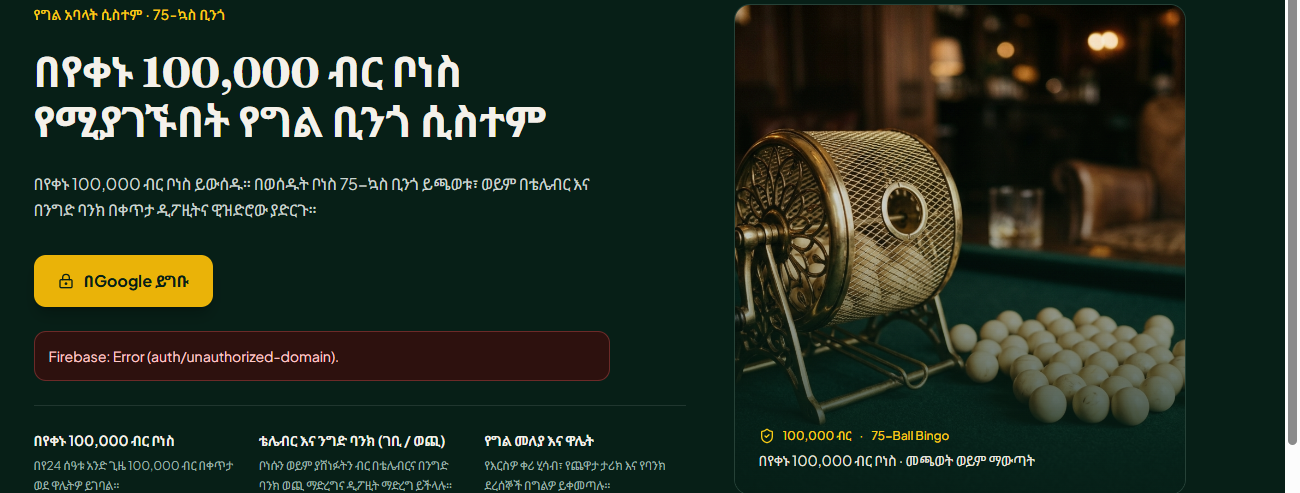 የግል አባላት ሲስተም · 75-ኳስ ቢንጎ
በየቀኑ 100,000 ብር ቦነስ
የሚያገኙበት የግል ቢንጎ ሲስተም
በየቀኑ 100,000 ብር ቦነስ ይውሰዱ። በወሰዱት ቦነስ 75-ኳስ ቢንጎ ይጫወቱ፣ ወይም በቴሌብር እና
በንግድ ባንክ በቀጥታ ዲፖዚትና ዊዝድሮው ያድርጉ።
በGoogle ይግቡ
Firebase: Error (auth/unauthorized-domain).
በየቀኑ 100,000 ብር ቦነስ
በየ24 ሰዓቱ አንድ ጊዜ 100,000 ብር በቀጥታ
ወደ ዋሌትዎ ይገባል።
ቴሌብር እና ንግድ ባንክ (ገቢ / ወጪ)
ቦነሱን ወይም ያሸነፉትን ብር በቴሌብርና በንግድ
ባንክ ወጪ ማድረግና ዲፖዚት ማድረግ ይችላሉ።
የግል መለያ እና ዋሌት
የእርስዎ ቀሪ ሂሳብ፣ የጨዋታ ታሪክ እና የባንክ
ደረሰኞች በግልዎ ይቀመጣሉ።
100,000 ብር · 75-Ball Bingo
በየቀኑ 100,000 ብር ቦነስ · መጫወት ወይም ማውጣት